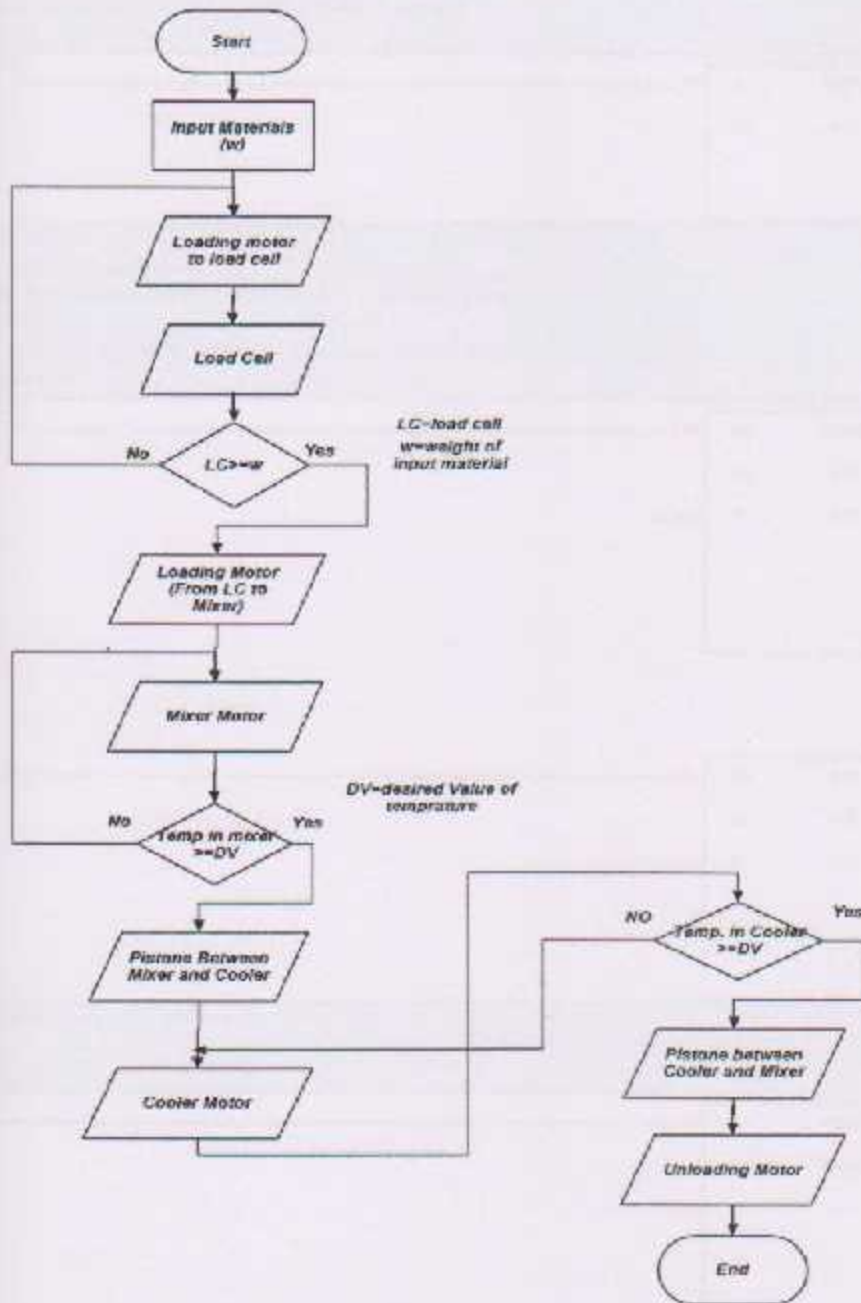 Start
Input Materials
(w)
Loading motor
to load cell
Load Cell
LC=load cell
w=weight of
input material
No
LC>=w
Yes
Loading Motor
(From LC to
Mixer)
Mixer Motor
DV=desired Value of
temprature
No
Temp in mixer
>=DV
Yes
Pistone Between
Mixer and Cooler
Cooler Motor
NO
Temp. in Cooler
>=DV
Yes
Pistone between
Cooler and Mixer
Unloading Motor
End